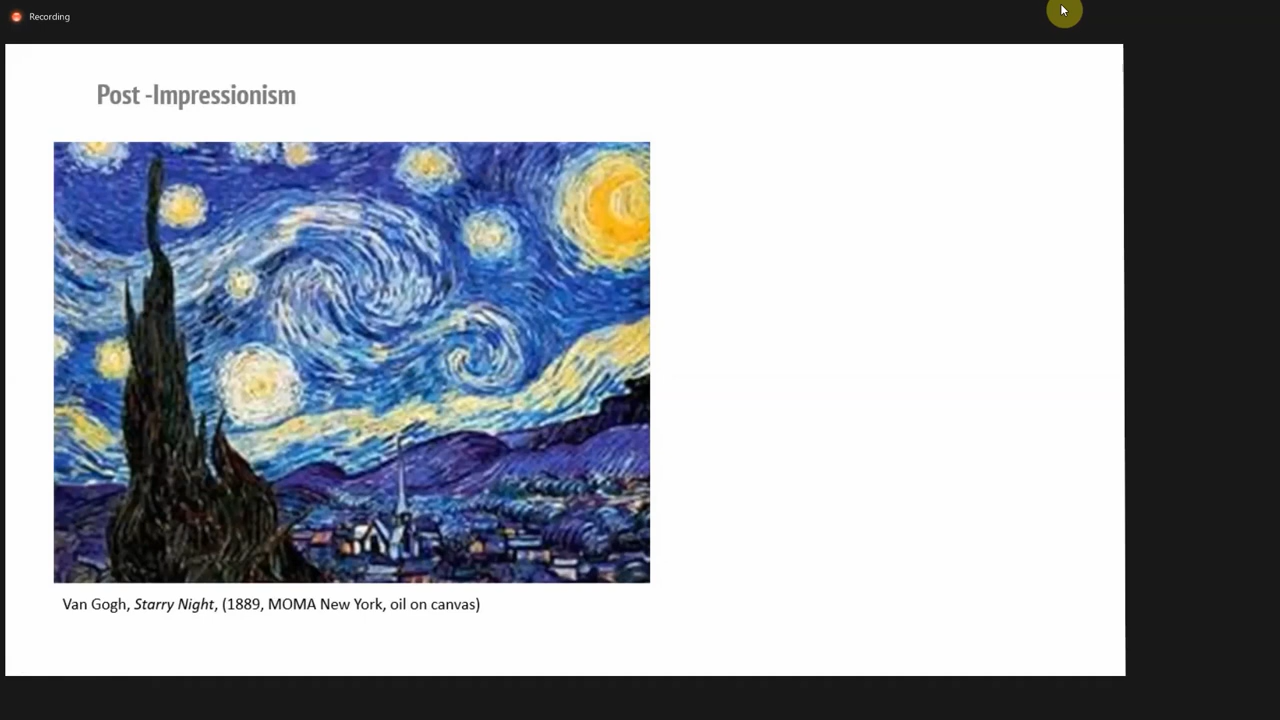 Recording
Post -Impressionism
Van Gogh, Starry Night, (1889, MOMA New York, oil on canvas)